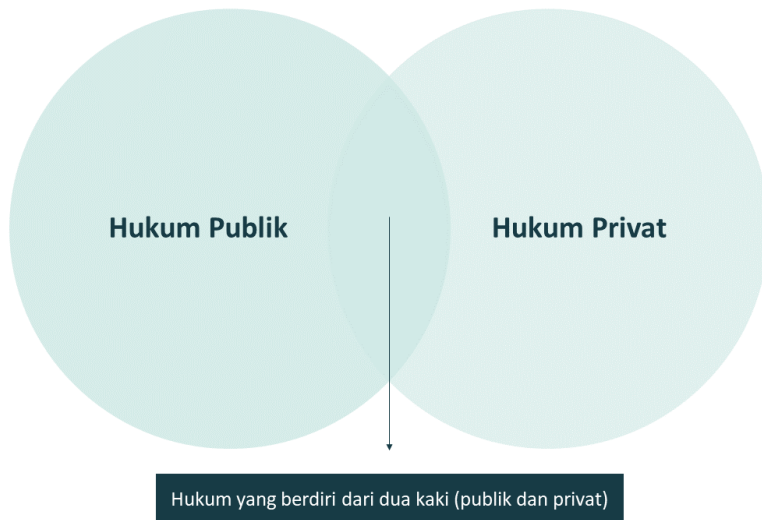 Hukum Publik
Hukum Privat
Hukum yang berdiri dari dua kaki (publik dan privat)